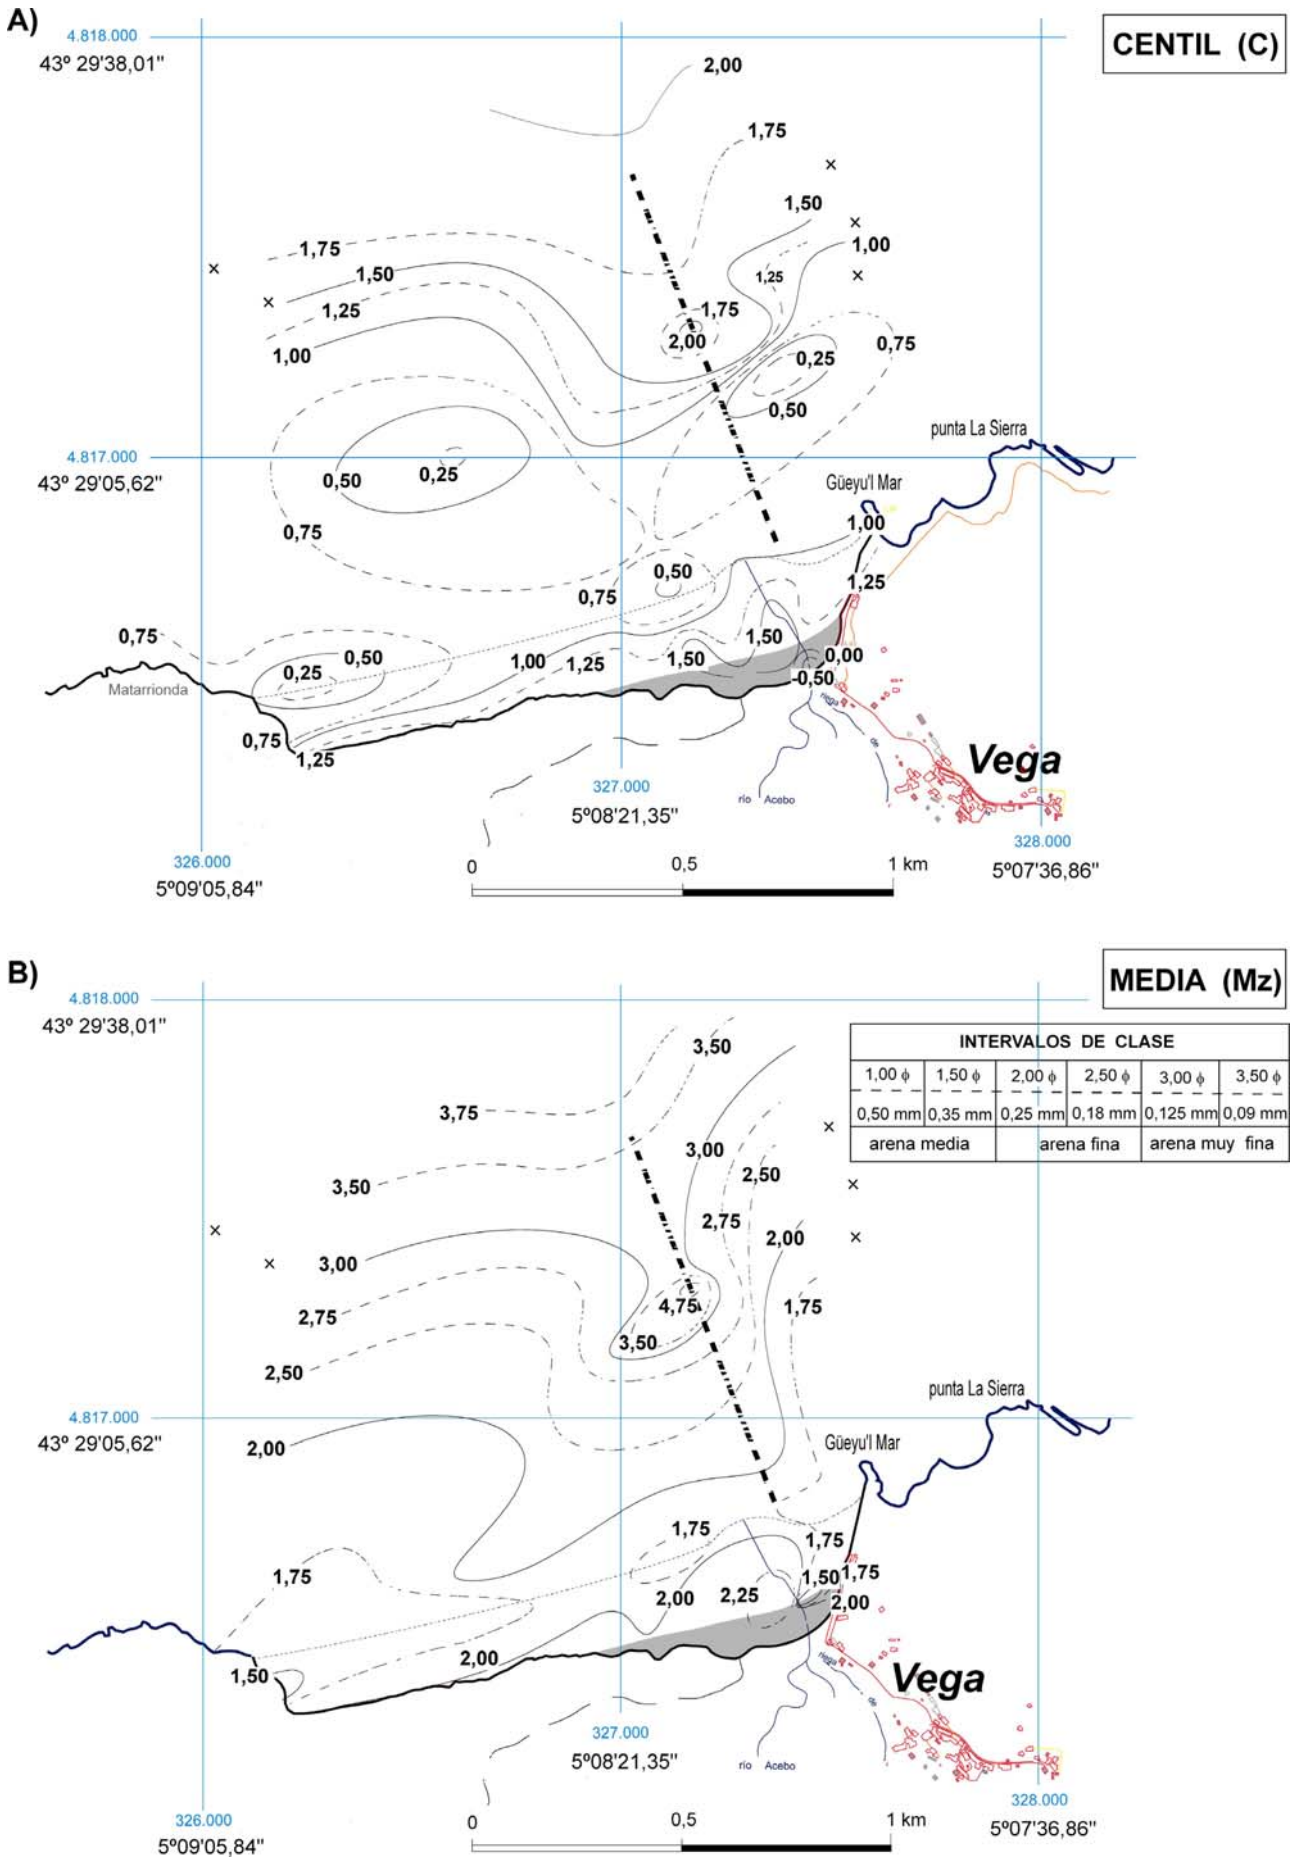 A)
CENTIL (C)
4.818.000
43º 29'38,01"
2,00
1,75
1,50
1,00
1,75
1,50
1,25
1,25
1,75
1,00
2,00
0,75
0,25
0,50
punta La Sierra
4.817.000
43º 29'05,62"
0,50
0,25
Güeyu'l Mar
0,75
1,00
0,50
1,25
0,75
0,75
1,50
0,50
1,00
1,25
1,50
0,00
0,25
-0,50
Matarrionda
riega
de
0,75
1,25
Vega
327.000
5º08'21,35"
río Acebo
326.000
5º09'05,84"
0
0,5
1 km
328.000
5º07'36,86"
B)
MEDIA (Mz)
4.818.000
43º 29'38,01"
INTERVALOS DE CLASE
1,00 ϕ 1,50 ϕ 2,00 ϕ 2,50 ϕ 3,00 ϕ 3,50 ϕ
0,50 mm 0,35 mm 0,25 mm 0,18 mm 0,125 mm 0,09 mm
arena media arena fina arena muy fina
3,50
3,75
3,00
3,50
2,50
2,75
2,00
3,00
4,75
1,75
2,75
3,50
2,50
punta La Sierra
4.817.000
43º 29'05,62"
2,00
Güeyu'l Mar
1,75
1,75
1,75
1,50
1,75
2,00
2,25
2,00
1,50
2,00
riega
de
Vega
327.000
5º08'21,35"
río Acebo
326.000
5º09'05,84"
0
0,5
1 km
328.000
5º07'36,86"